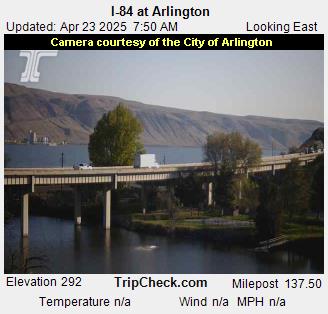 I-84 at Arlington
Updated: Apr 23 2025 7:50 AM Looking East
Camera courtesy of the City of Arlington
Elevation 292 TripCheck.com Milepost 137.50
Temperature n/a Wind n/a MPH n/a